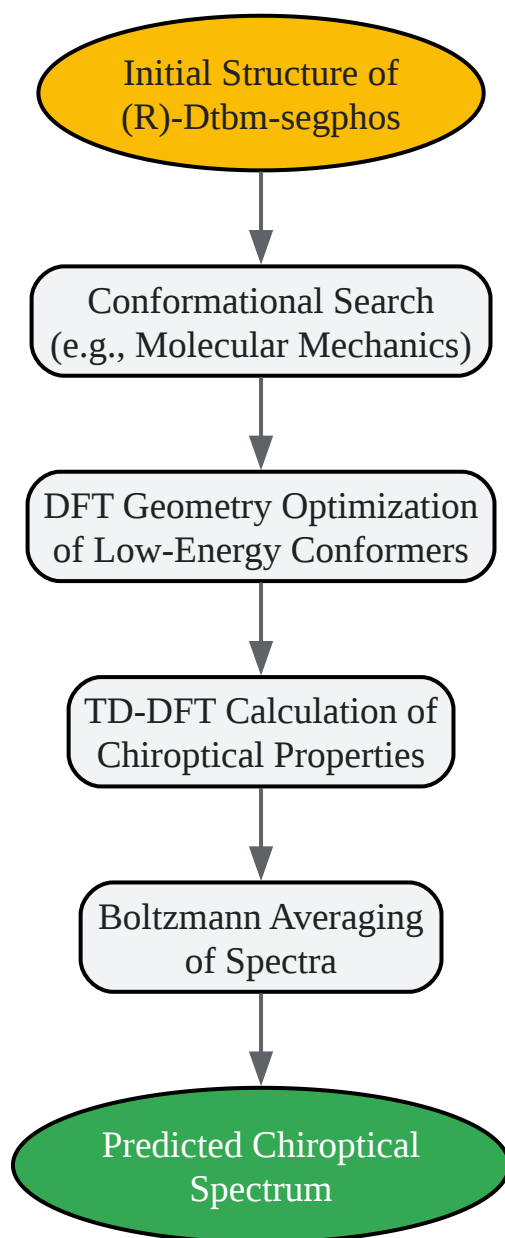 Initial Structure of
(R)-Dtbm-segphos
Conformational Search
(e.g., Molecular Mechanics)
DFT Geometry Optimization
of Low-Energy Conformers
TD-DFT Calculation of
Chiroptical Properties
Boltzmann Averaging
of Spectra
Predicted Chiroptical
Spectrum